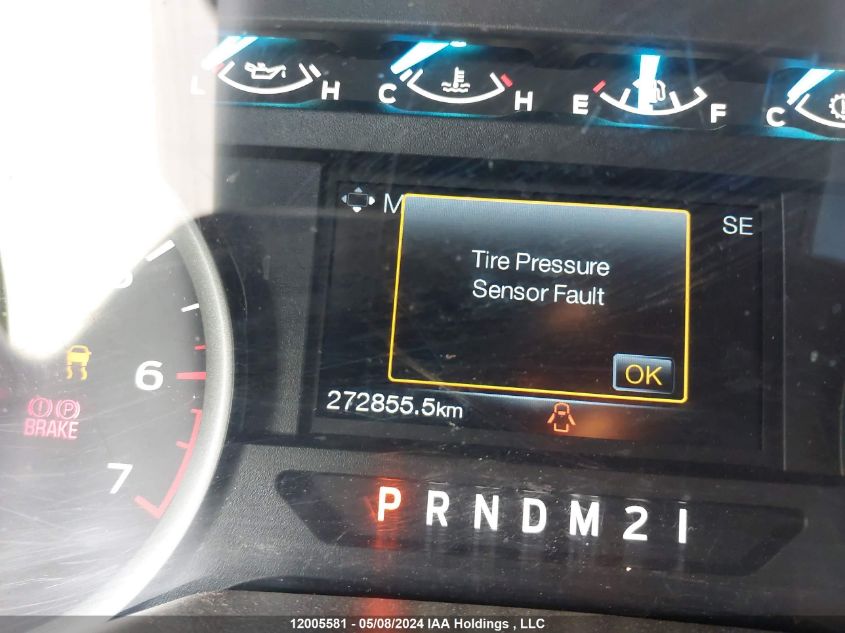 L H C H E F C
M SE
Tire Pressure
Sensor Fault
OK
6
BRAKE
272855.5km
7
P R N D M 2 1
12005581 - 05/08/2024 IAA Holdings , LLC